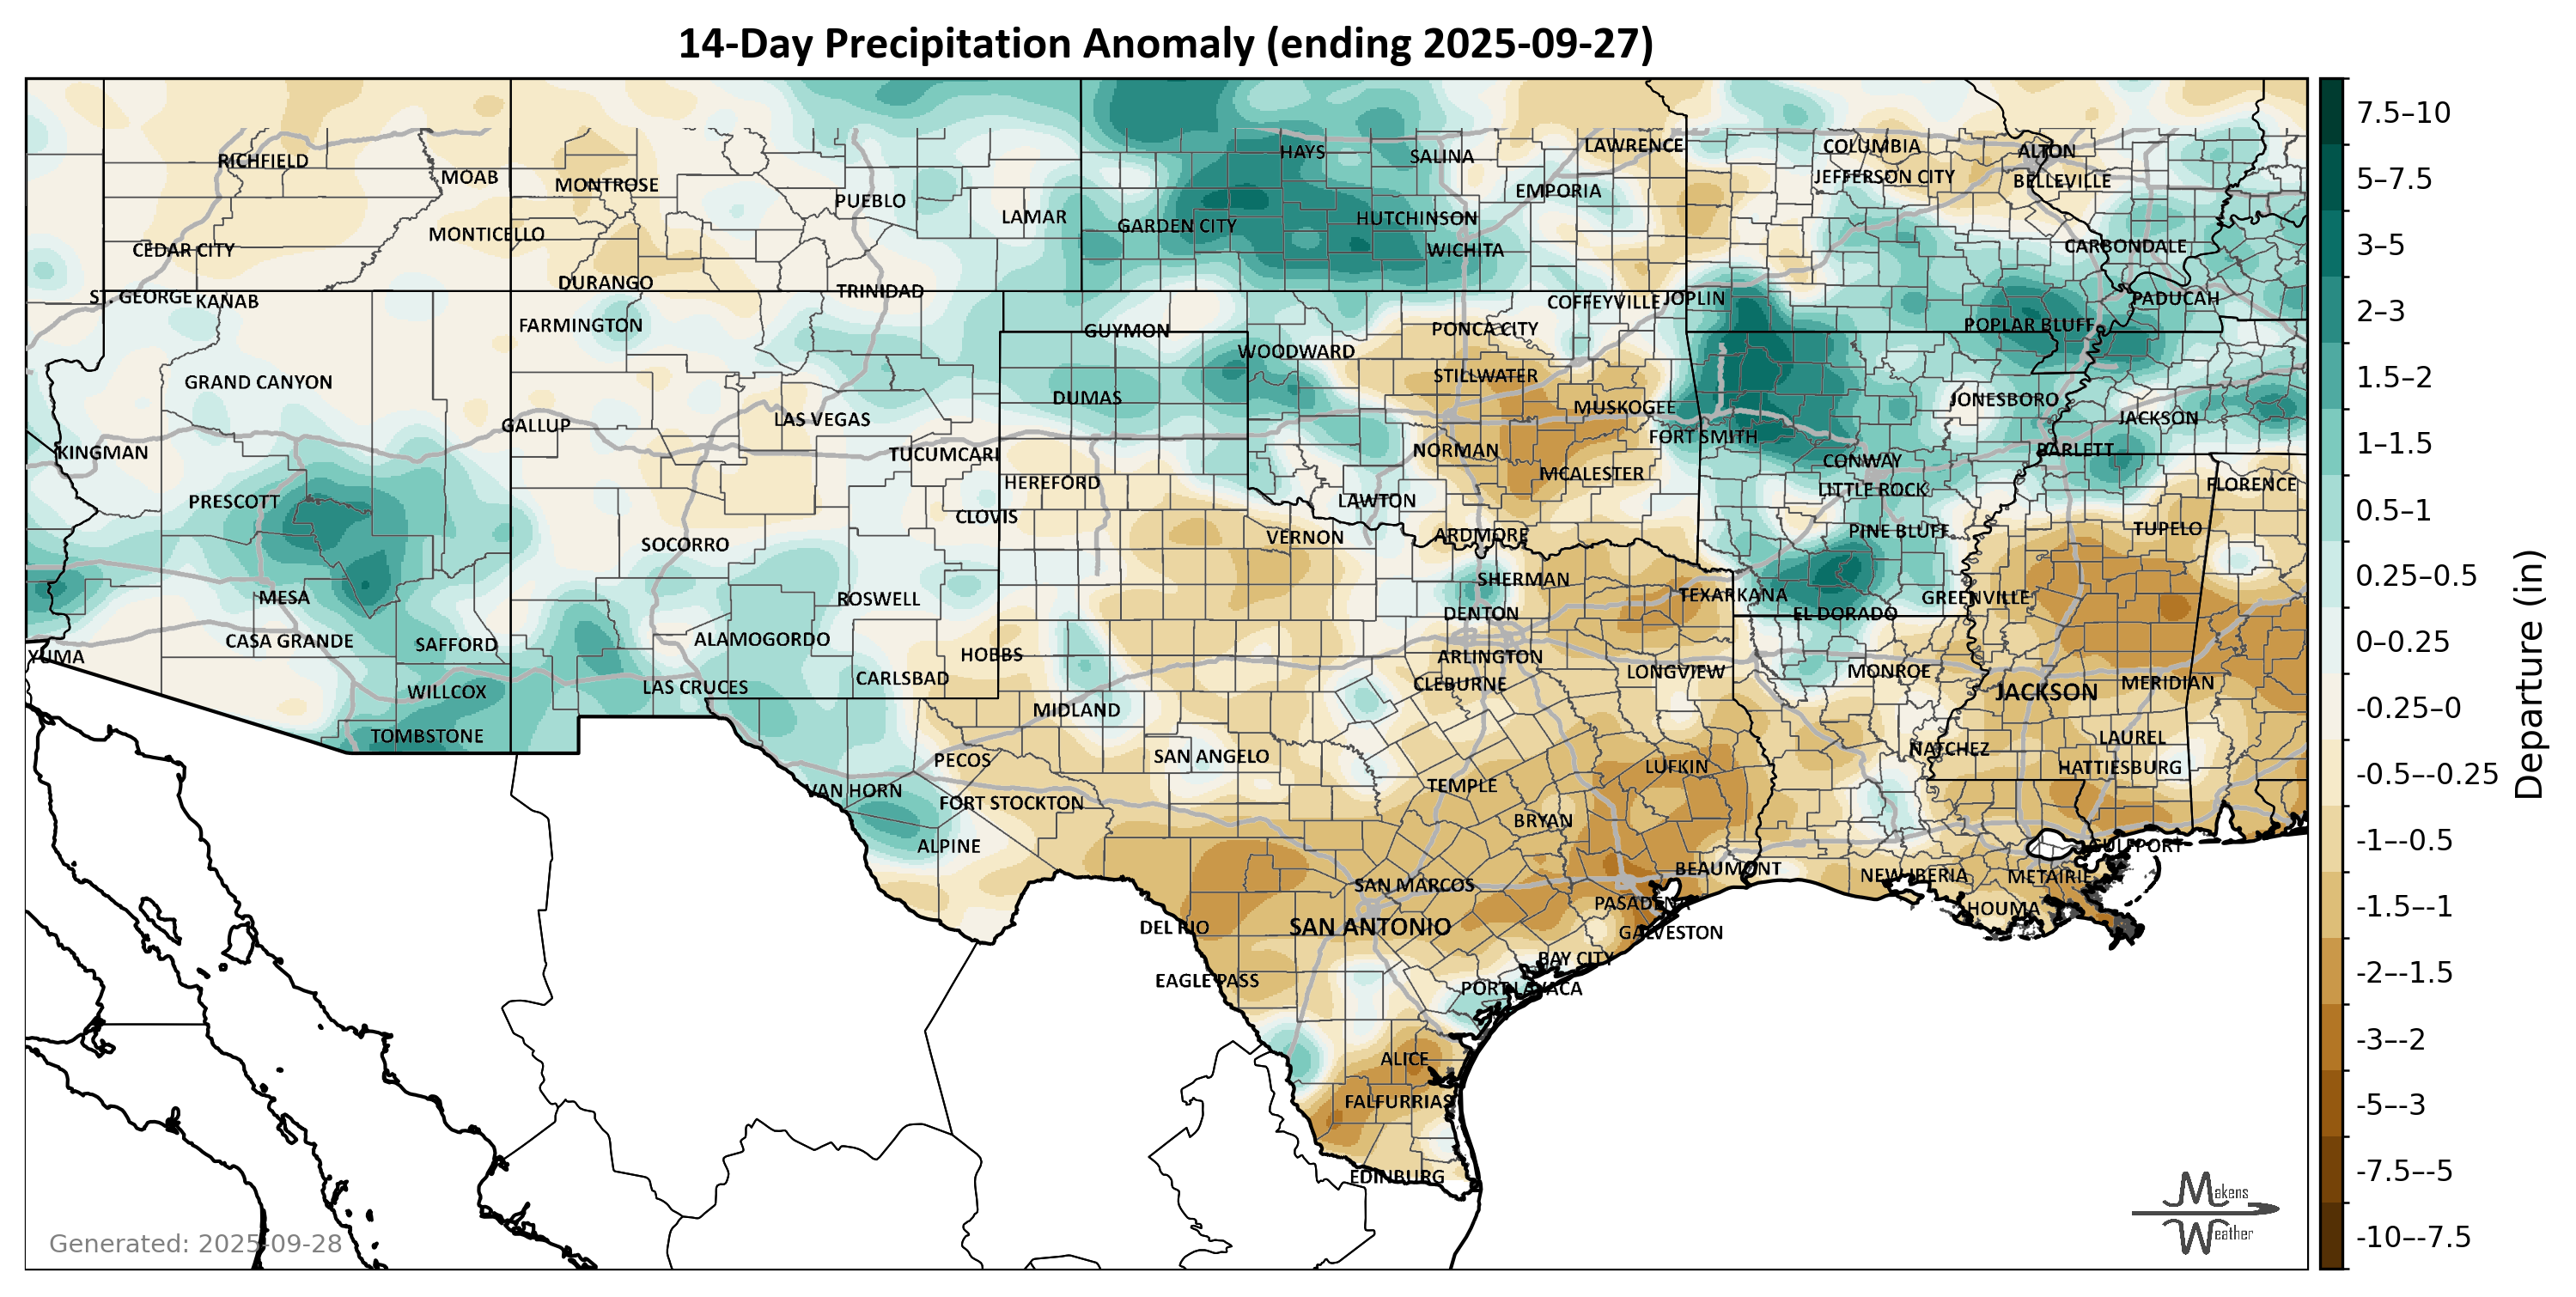 14-Day Precipitation Anomaly (ending 2025-09-27)
RICHFIELD
MOAB
MONTROSE
PUEBLO
LAMAR
HAYS
SALINA
LAWRENCE
COLUMBIA
ALTON
JEFFERSON CITY
BELLEVILLE
EMPORIA
GARDEN CITY
HUTCHINSON
WICHITA
CEDAR CITY
MONTICELLO
CARBONDALE
DURANGO
TRINIDAD
ST. GEORGE
KANAB
FARMINGTON
GUYMON
PONCA CITY
COFFEYVILLE
JOPLIN
PADUCAH
POPLAR BLUFF
WOODWARD
GRAND CANYON
DUMAS
STILLWATER
MUSKOGEE
JONESBORO
JACKSON
LAS VEGAS
GALLUP
KINGMAN
TUCUMCARI
NORMAN
FORT SMITH
BARLETT
CONWAY
MCALESTER
HEREFORD
LITTLE ROCK
FLORENCE
PRESCOTT
LAWTON
CLOVIS
PINE BLUFF
TUPELO
SOCORRO
VERNON
ARDMORE
SHERMAN
MESA
ROSWELL
DENTON
TEXARKANA
EL DORADO
GREENVILLE
CASA GRANDE
SAFFORD
ALAMOGORDO
HOBBS
ARLINGTON
YUMA
CARLSBAD
CLEBURNE
LONGVIEW
MONROE
JACKSON
MERIDIAN
WILLCOX
LAS CRUCES
MIDLAND
TOMBSTONE
PECOS
SAN ANGELO
NATCHEZ
LAUREL
HATTIESBURG
LUFKIN
TEMPLE
VAN HORN
FORT STOCKTON
BRYAN
ALPINE
GULFPORT
BEAUMONT
NEW IBERIA
METAIRIE
SAN MARCOS
PASADENA
HOUMA
DEL RIO
SAN ANTONIO
GALVESTON
BAY CITY
EAGLE PASS
PORT LAVACA
ALICE
FALFURRIAS
EDINBURG
Generated: 2025-09-28
Makens
Weather
7.5–10
5–7.5
3–5
2–3
1.5–2
1–1.5
0.5–1
0.25–0.5
0–0.25
-0.25–0
-0.5–-0.25
-1–-0.5
-1.5–-1
-2–-1.5
-3–-2
-5–-3
-7.5–-5
-10–-7.5
Departure (in)